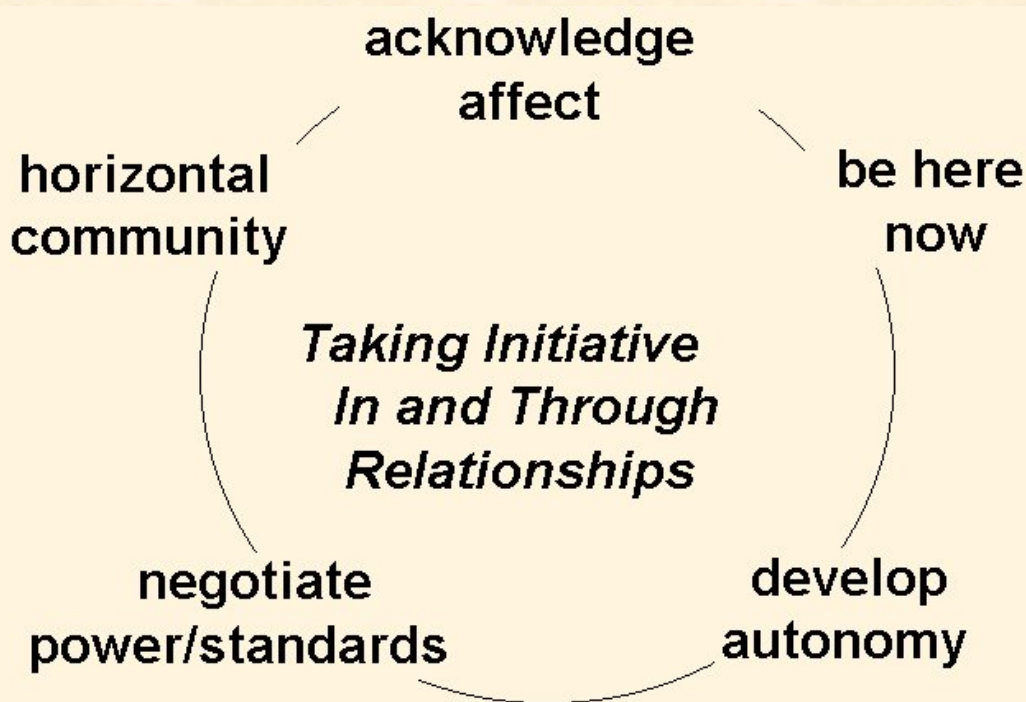 acknowledge
affect
be here
now
horizontal
community
Taking Initiative
In and Through
Relationships
develop
autonomy
negotiate
power/standards